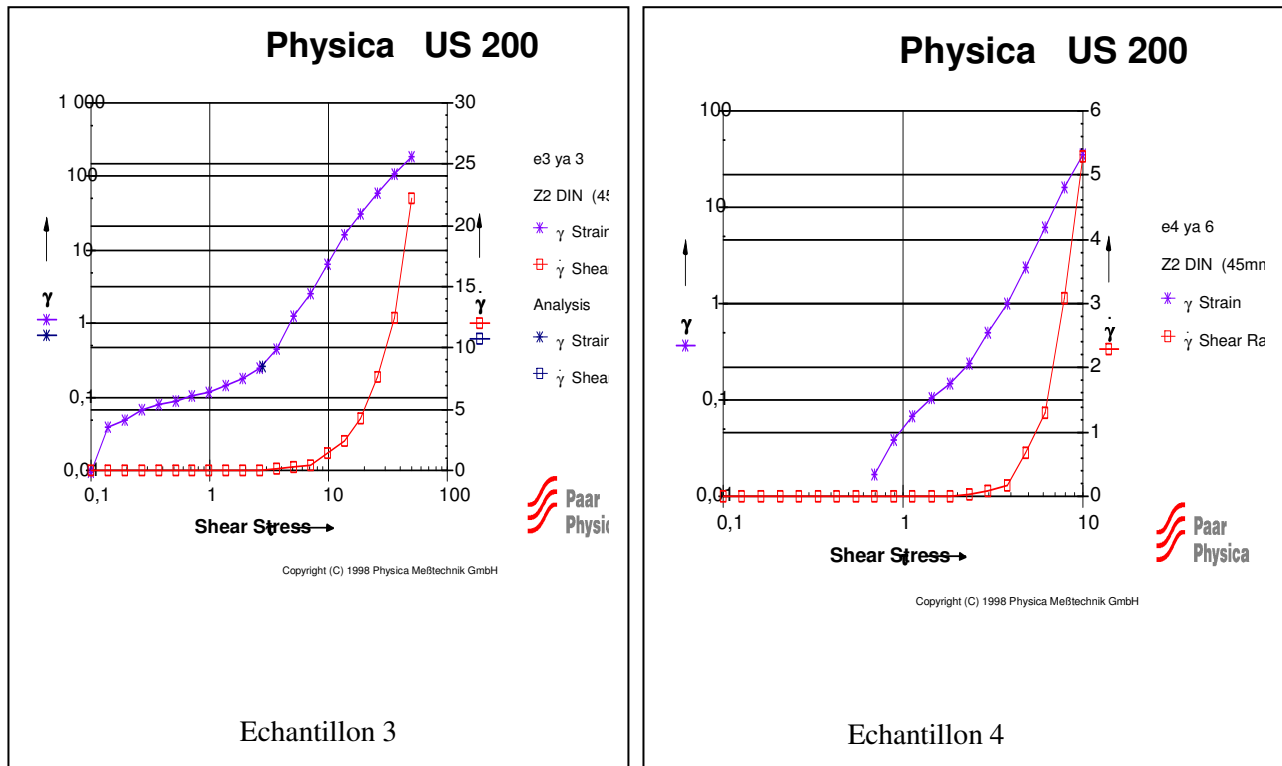 Physica US 200
1 000
100
10
1
0,1
0,0
30
25
20
15
10
5
0
γ
γ̇
0,1
1
10
100
Shear Stress
e3 ya 3
Z2 DIN (45
γ Strain
γ̇ Shea
Analysis
γ Strain
γ̇ Shea
Paar
Physic
Copyright (C) 1998 Physica Meßtechnik GmbH
Echantillon 3
Physica US 200
100
10
1
0,1
0,01
6
5
4
3
2
1
0
γ
γ̇
0,1
1
10
Shear Stress
e4 ya 6
Z2 DIN (45mm
γ Strain
γ̇ Shear Ra
Paar
Physica
Copyright (C) 1998 Physica Meßtechnik GmbH
Echantillon 4